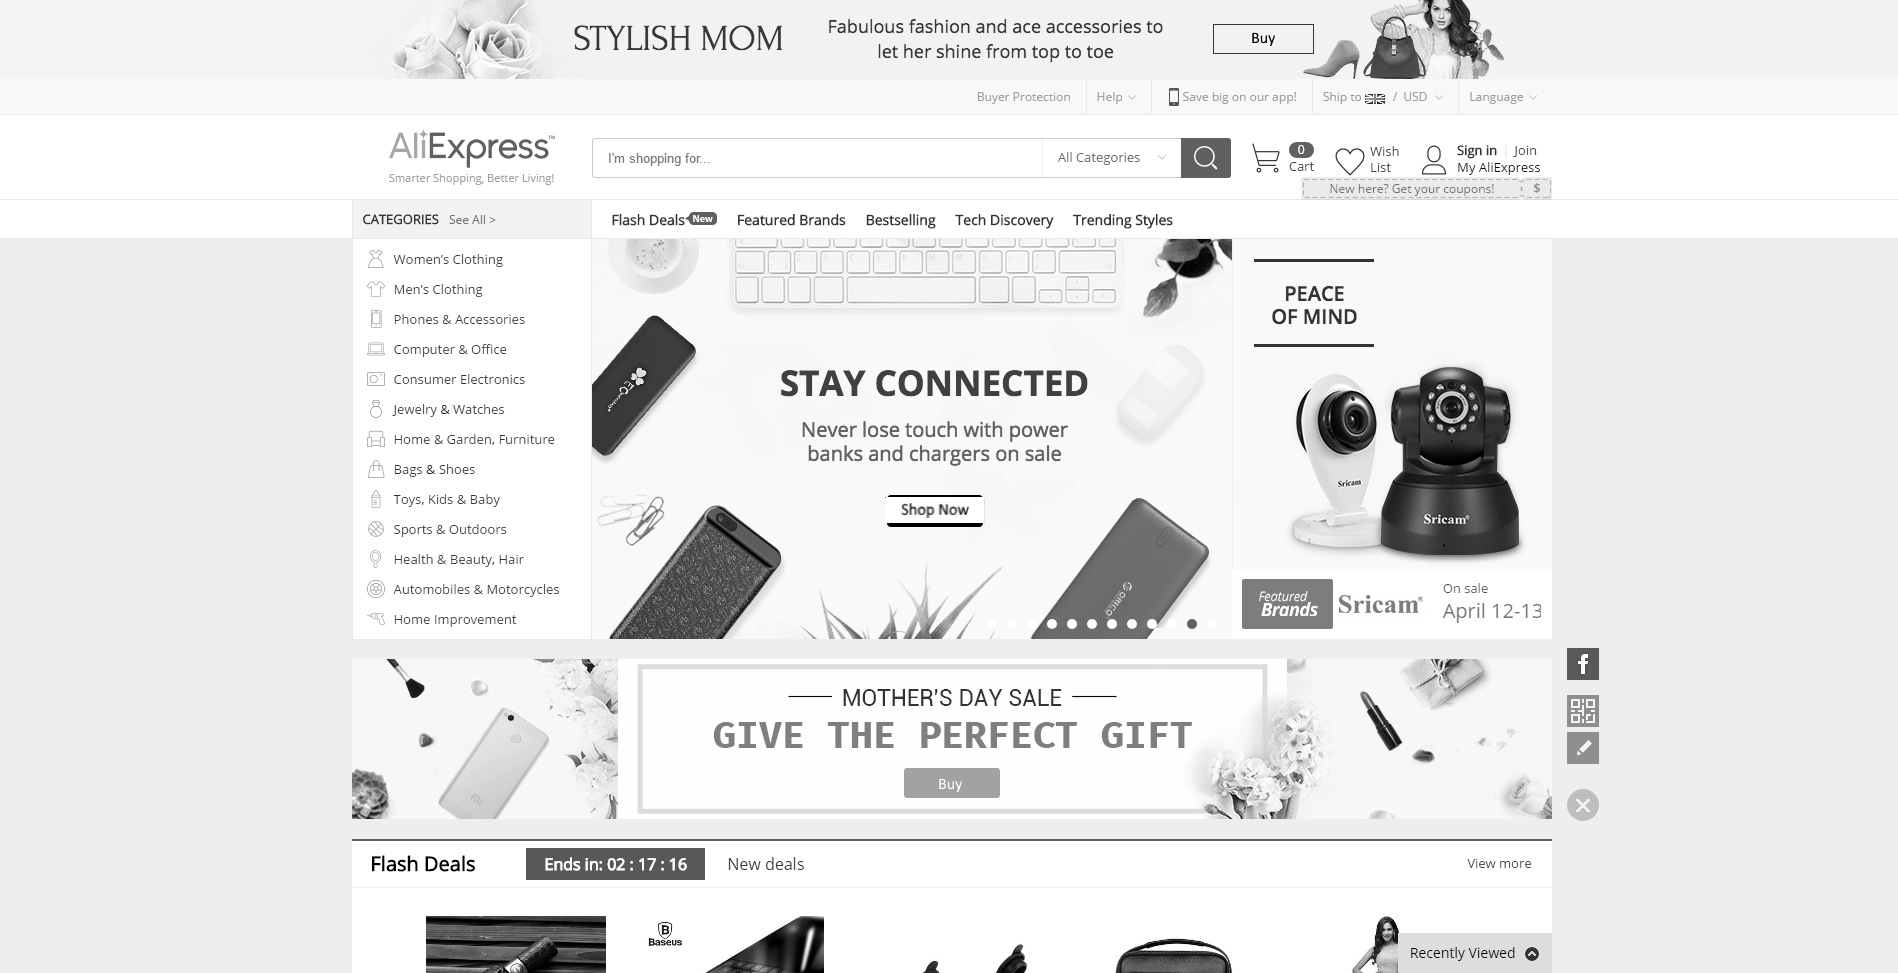 STYLISH MOM
Fabulous fashion and ace accessories to
let her shine from top to toe
Buy
Buyer Protection
Help
Save big on our app!
Ship to / USD
Language
AliExpress™
Smarter Shopping, Better Living!
I'm shopping for...
All Categories
0
Cart
Wish
List
Sign in | Join
My AliExpress
New here? Get your coupons! $
CATEGORIES See All >
Flash Deals New
Featured Brands
Bestselling
Tech Discovery
Trending Styles
Women's Clothing
Men's Clothing
Phones & Accessories
Computer & Office
Consumer Electronics
Jewelry & Watches
Home & Garden, Furniture
Bags & Shoes
Toys, Kids & Baby
Sports & Outdoors
Health & Beauty, Hair
Automobiles & Motorcycles
Home Improvement
STAY CONNECTED
Never lose touch with power
banks and chargers on sale
Shop Now
ORICO
PEACE
OF MIND
Sricam
Sricam®
Featured
Brands
Sricam®
On sale
April 12-13
MOTHER'S DAY SALE
GIVE THE PERFECT GIFT
Buy
MI
Flash Deals
Ends in: 02 : 17 : 16
New deals
View more
Baseus
Recently Viewed